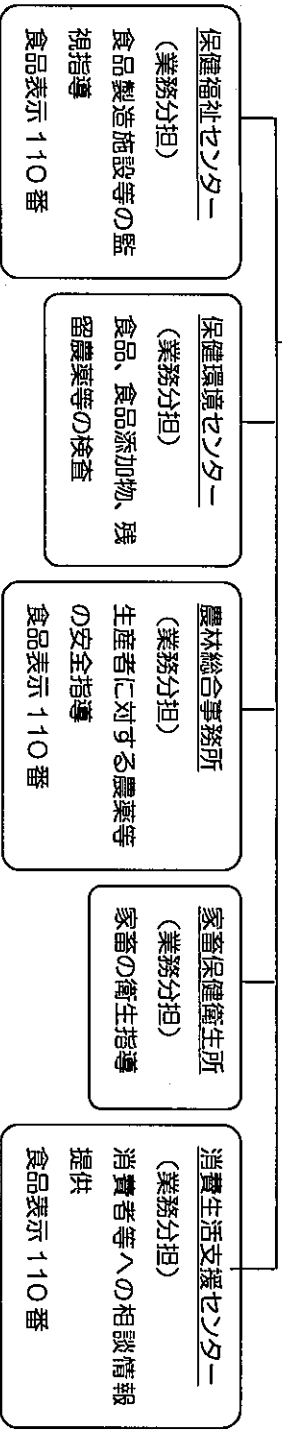 保健福祉センター
(業務分担)
食品製造施設等の監
視指導
食品表示110番
保健環境センター
(業務分担)
食品、食品添加物、残
留農薬等の検査
農林総合事務所
(業務分担)
生産者に対する農薬等
の安全指導
食品表示110番
家畜保健衛生所
(業務分担)
家畜の衛生指導
消費生活支援センター
(業務分担)
消費者等への相談情報
提供
食品表示110番